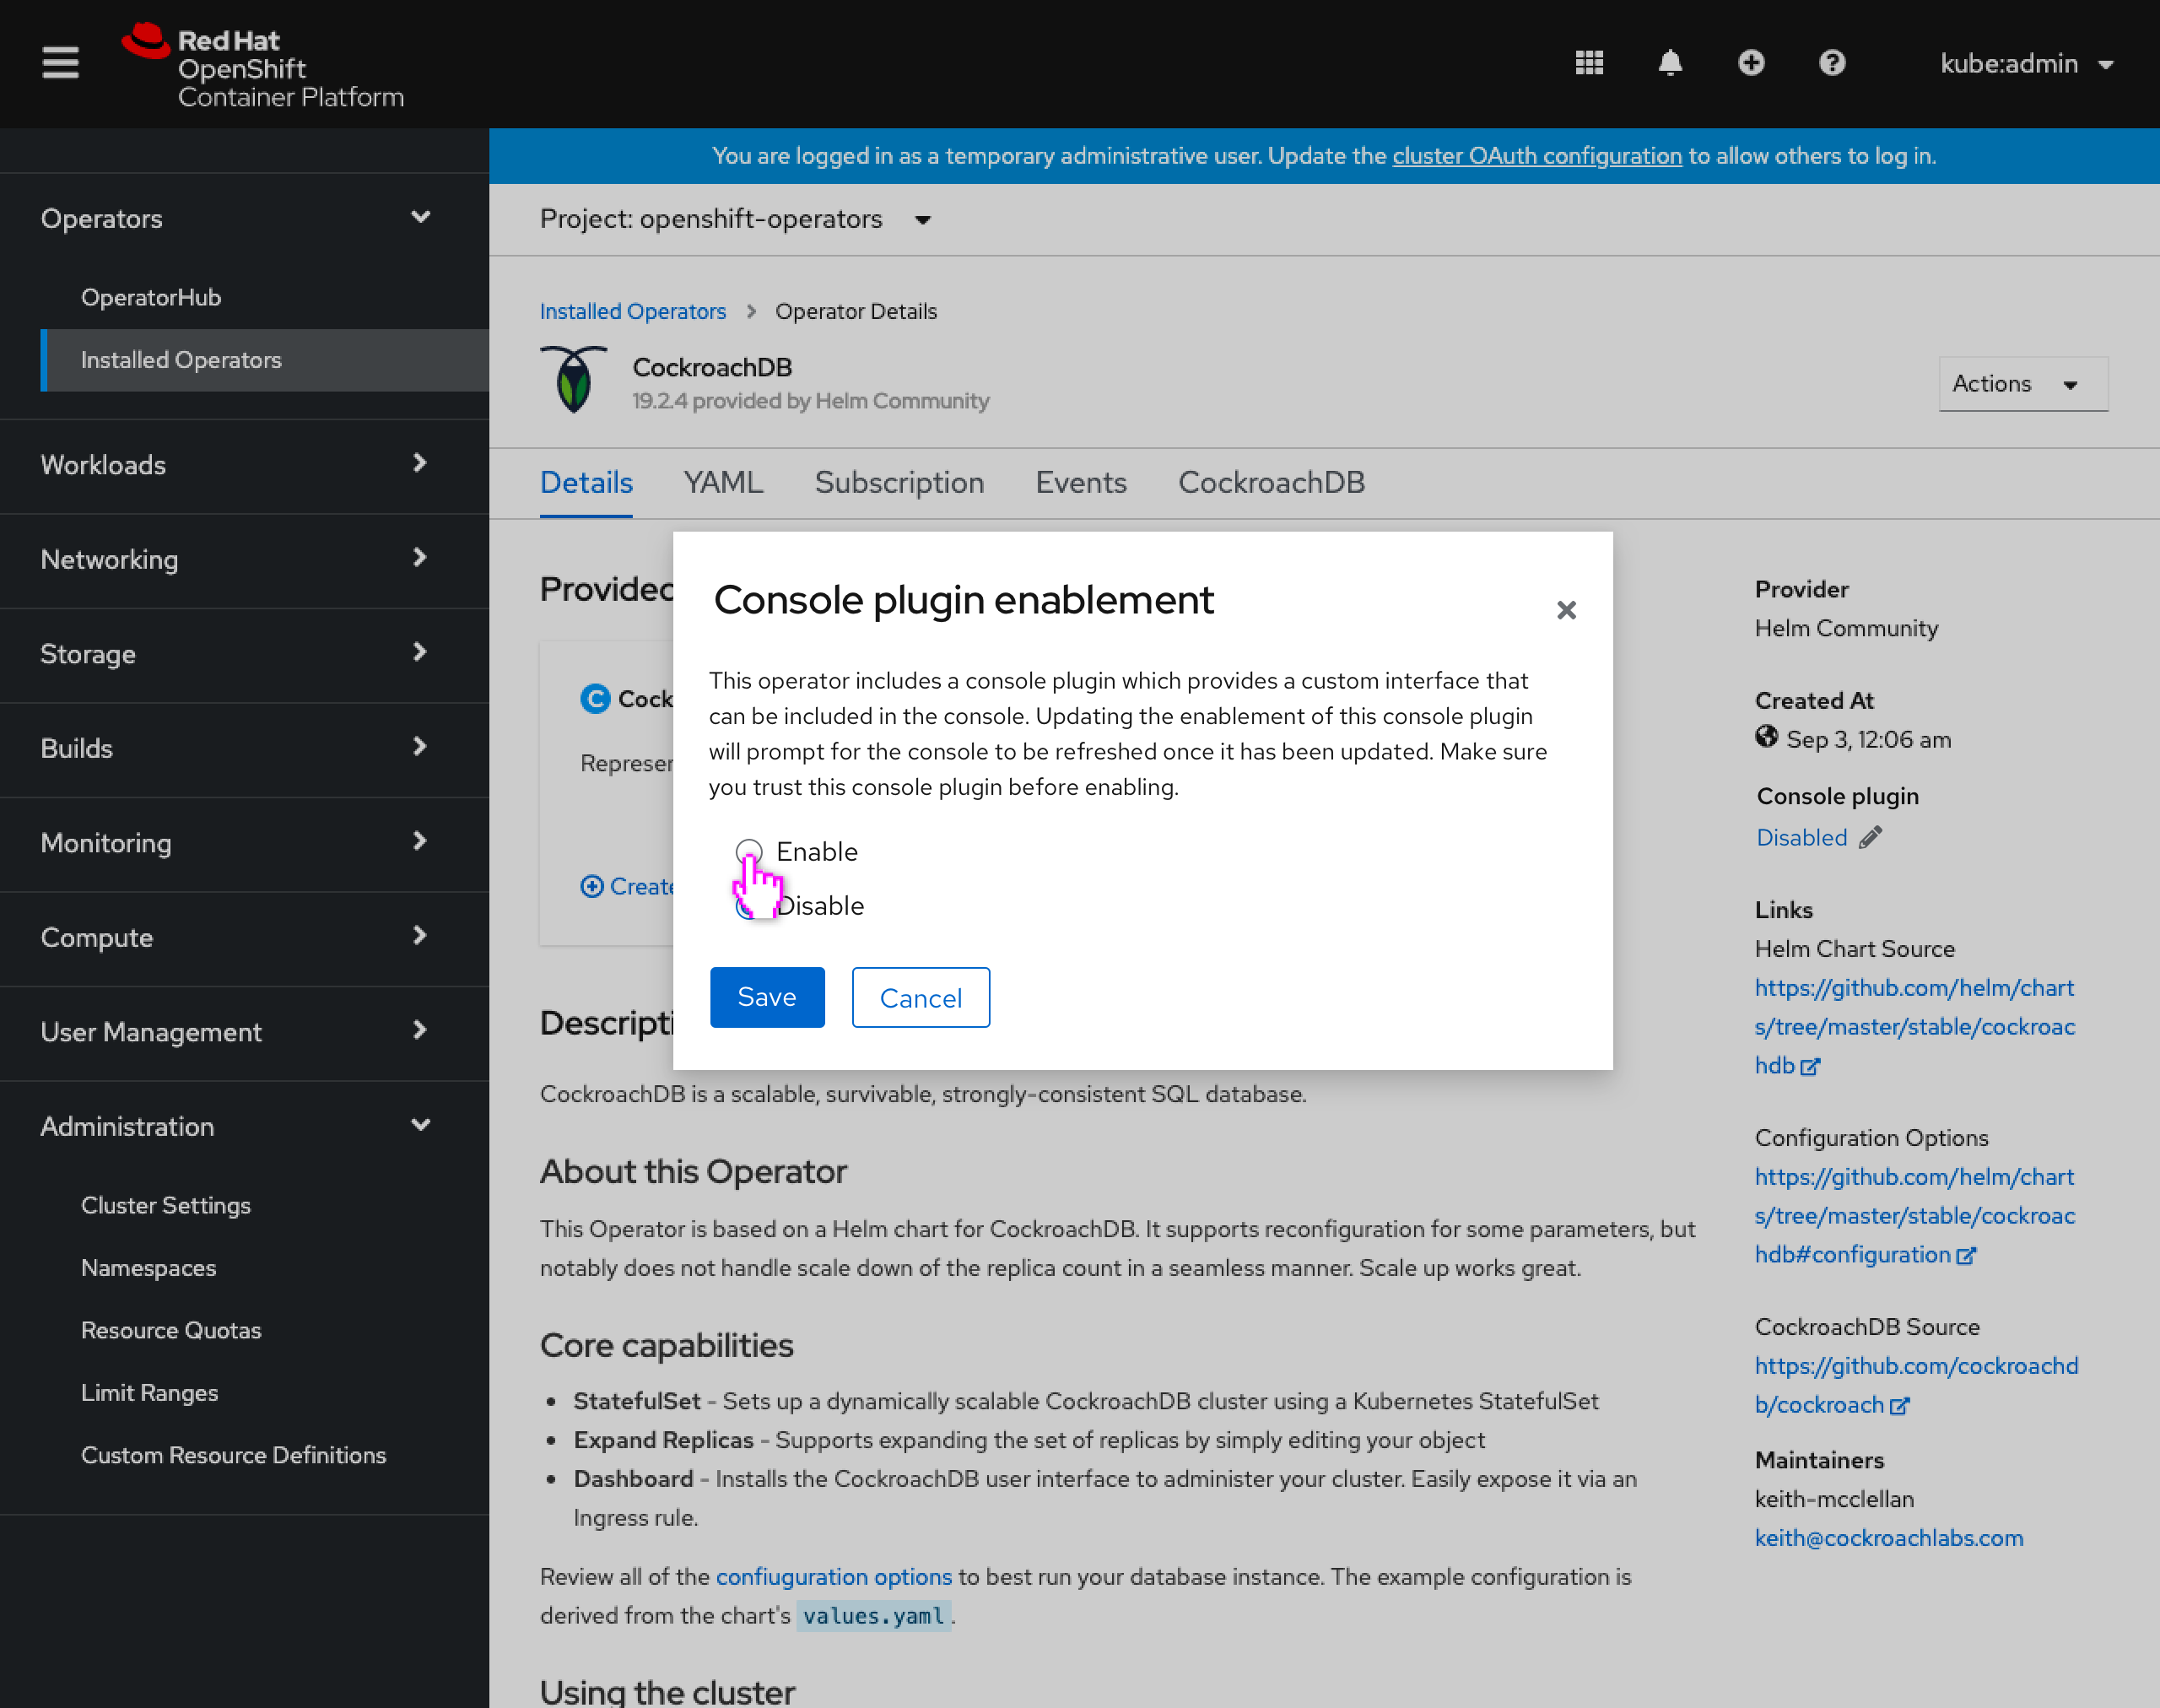 Red Hat
OpenShift
Container Platform
kube:admin
You are logged in as a temporary administrative user. Update the cluster OAuth configuration to allow others to log in.
Operators
OperatorHub
Installed Operators
Workloads
Networking
Storage
Builds
Monitoring
Compute
User Management
Administration
Cluster Settings
Namespaces
Resource Quotas
Limit Ranges
Custom Resource Definitions
Project: openshift-operators
Installed Operators > Operator Details
CockroachDB
19.2.4 provided by Helm Community
Actions
Details YAML Subscription Events CockroachDB
Provided
C Cock
Represen
Create
Console plugin enablement
This operator includes a console plugin which provides a custom interface that
can be included in the console. Updating the enablement of this console plugin
will prompt for the console to be refreshed once it has been updated. Make sure
you trust this console plugin before enabling.
Enable
Disable
Save Cancel
Descripti
CockroachDB is a scalable, survivable, strongly-consistent SQL database.
About this Operator
This Operator is based on a Helm chart for CockroachDB. It supports reconfiguration for some parameters, but
notably does not handle scale down of the replica count in a seamless manner. Scale up works great.
Core capabilities
• StatefulSet - Sets up a dynamically scalable CockroachDB cluster using a Kubernetes StatefulSet
• Expand Replicas - Supports expanding the set of replicas by simply editing your object
• Dashboard - Installs the CockroachDB user interface to administer your cluster. Easily expose it via an
Ingress rule.
Review all of the confiuguration options to best run your database instance. The example configuration is
derived from the chart's values.yaml.
Using the cluster
Provider
Helm Community
Created At
Sep 3, 12:06 am
Console plugin
Disabled
Links
Helm Chart Source
https://github.com/helm/chart
s/tree/master/stable/cockroac
hdb
Configuration Options
https://github.com/helm/chart
s/tree/master/stable/cockroac
hdb#configuration
CockroachDB Source
https://github.com/cockroachd
b/cockroach
Maintainers
keith-mcclellan
keith@cockroachlabs.com